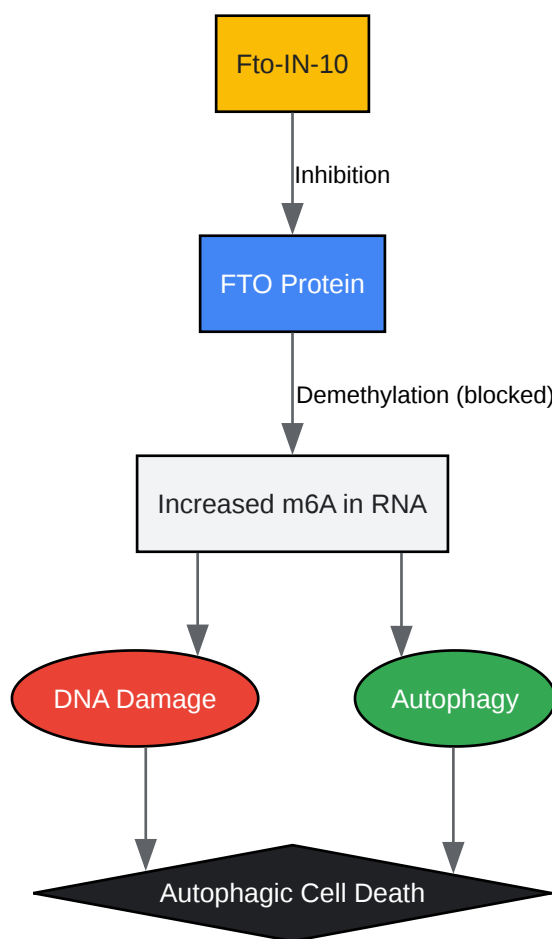 Fto-IN-10
Inhibition
FTO Protein
Demethylation (blocked)
Increased m6A in RNA
DNA Damage
Autophagy
Autophagic Cell Death